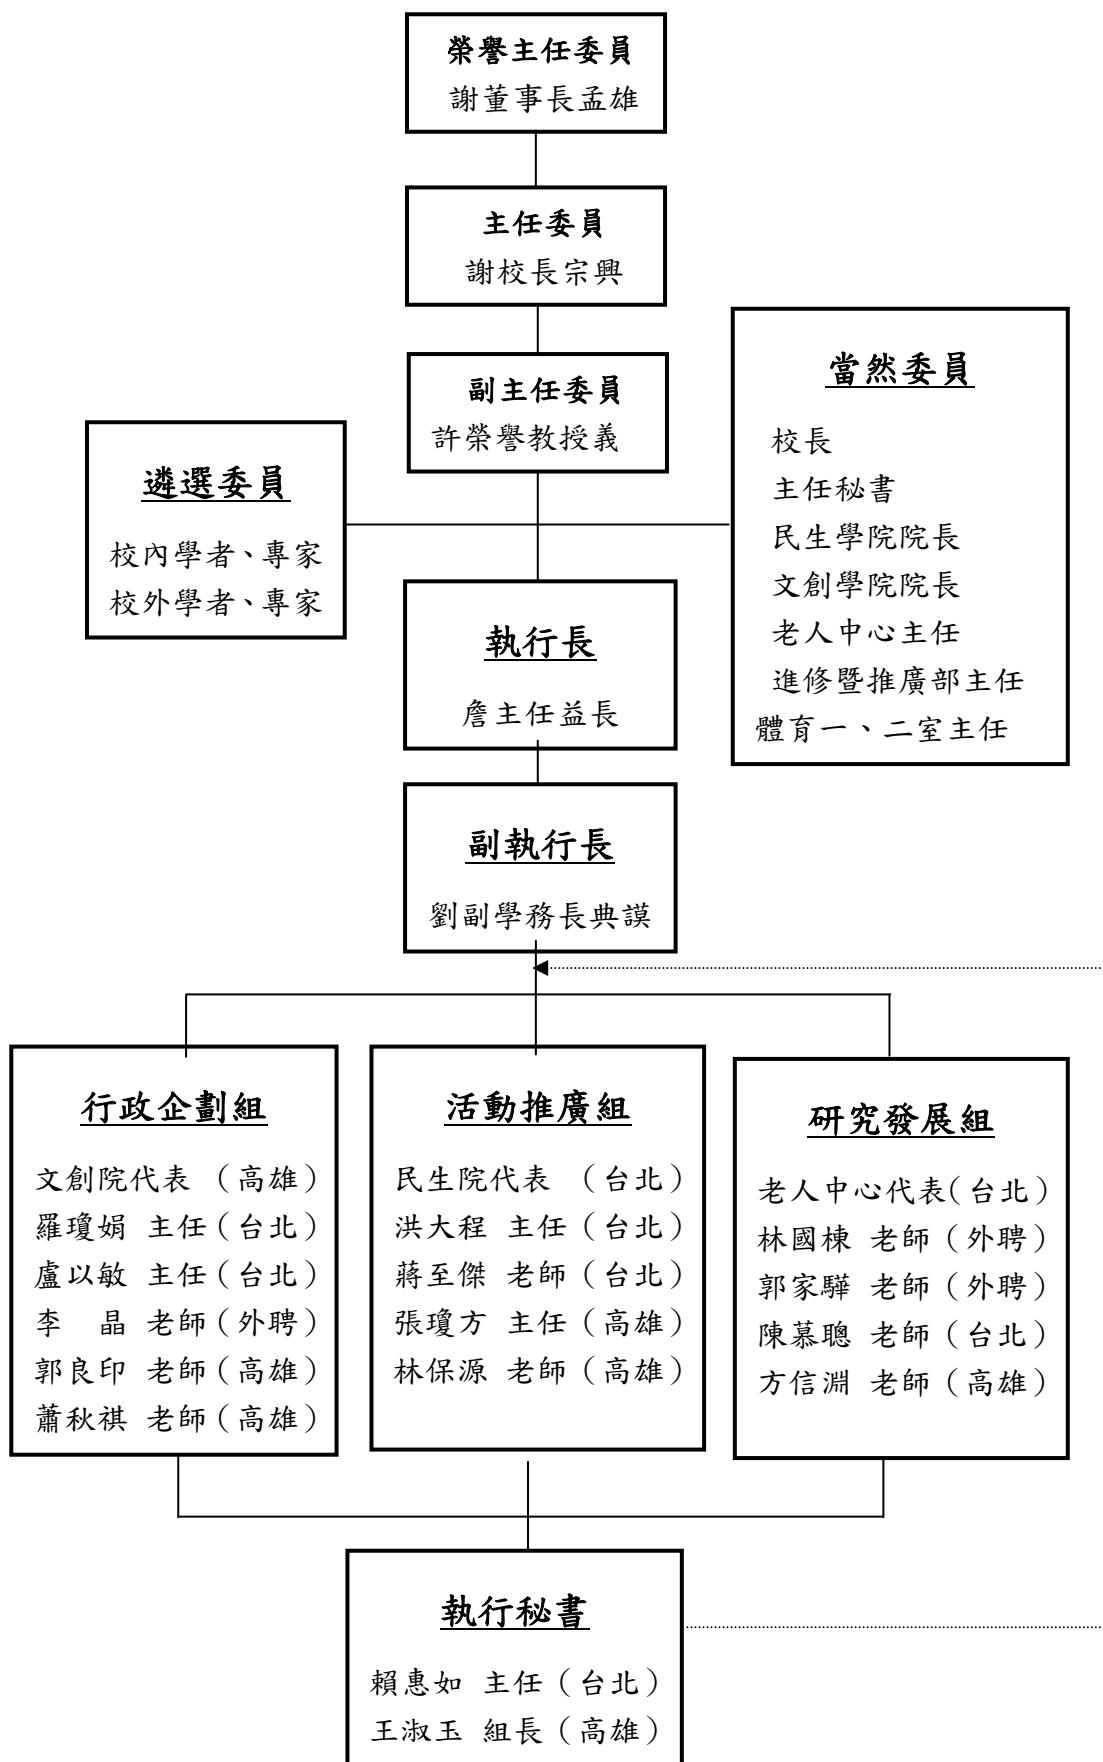 榮譽主任委員
謝董事長孟雄
主任委員
謝校長宗興
副主任委員
許榮譽教授義
遴選委員
校內學者、專家
校外學者、專家
當然委員
校長
主任秘書
民生學院院長
文創學院院長
老人中心主任
進修暨推廣部主任
體育一、二室主任
執行長
詹主任益長
副執行長
劉副學務長典謨
行政企劃組
文創院代表 （高雄）
羅瓊娟 主任（台北）
盧以敏 主任（台北）
李 晶 老師（外聘）
郭良印 老師（高雄）
蕭秋祺 老師（高雄）
活動推廣組
民生院代表 （台北）
洪大程 主任（台北）
蔣至傑 老師（台北）
張瓊方 主任（高雄）
林保源 老師（高雄）
研究發展組
老人中心代表（台北）
林國棟 老師（外聘）
郭家驊 老師（外聘）
陳慕聰 老師（台北）
方信淵 老師（高雄）
執行秘書
賴惠如 主任（台北）
王淑玉 組長（高雄）